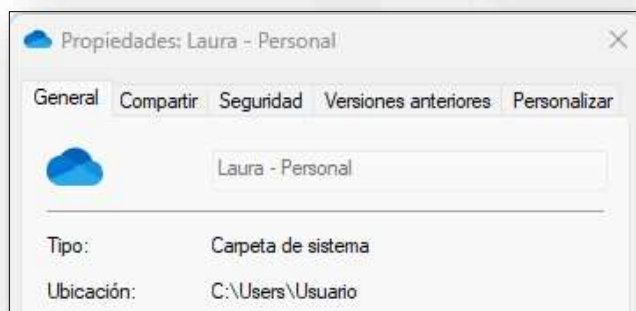 Propiedades: Laura - Personal
General Compartir Seguridad Versiones anteriores Personalizar
Laura - Personal
Tipo: Carpeta de sistema
Ubicación: C:\Users\Usuario